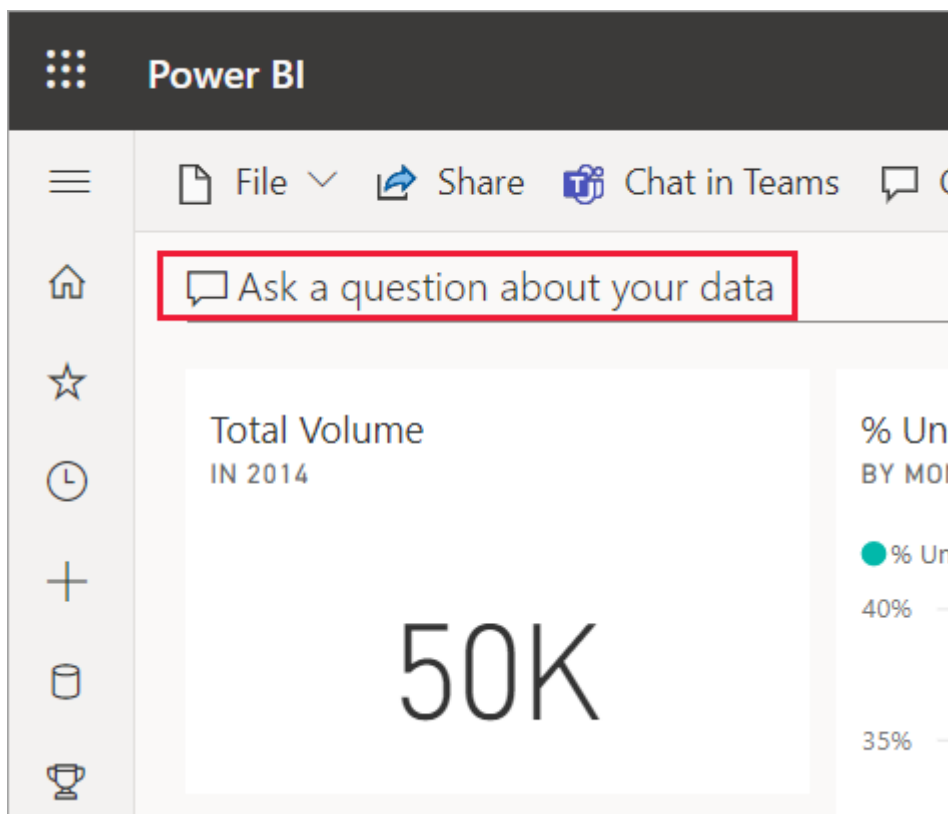 Power BI
File Share Chat in Teams
Ask a question about your data
Total Volume
IN 2014
50K
% Un
BY MO
% Un
40%
35%